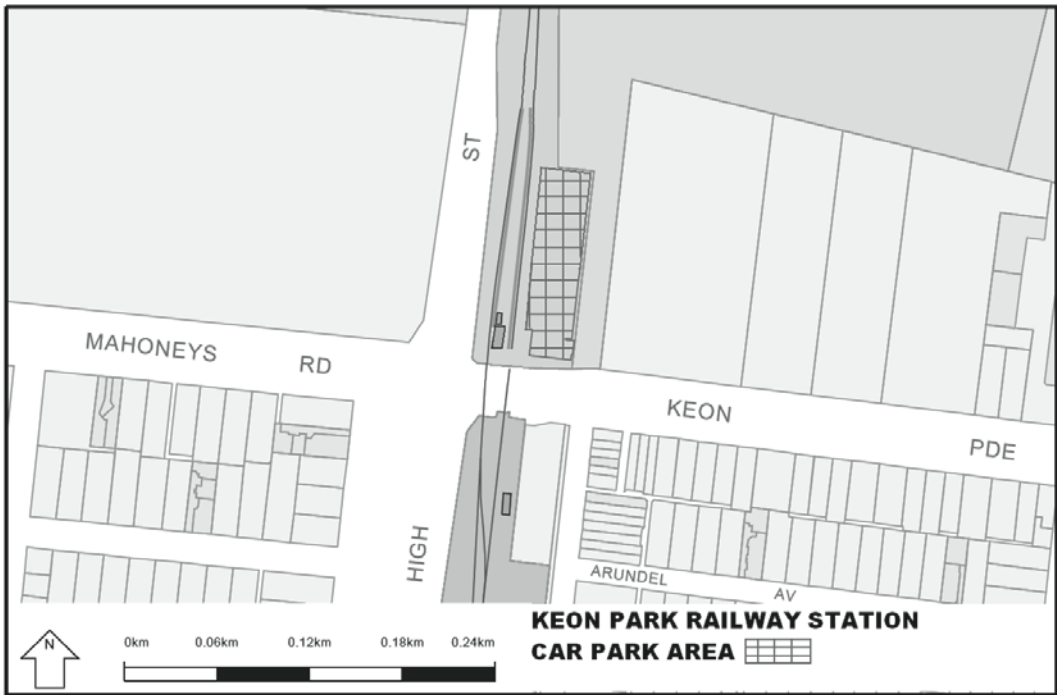 ST
MAHONEYS RD
KEON PDE
HIGH
ARUNDEL AV
N
0km 0.06km 0.12km 0.18km 0.24km
KEON PARK RAILWAY STATION
CAR PARK AREA